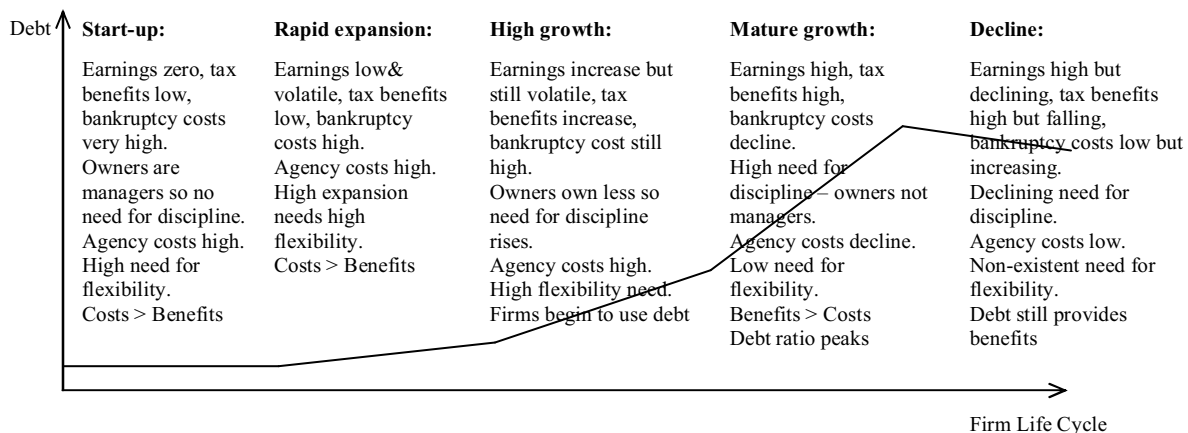 Debt
Start-up:
Earnings zero, tax
benefits low,
bankruptcy costs
very high.
Owners are
managers so no
need for discipline.
Agency costs high.
High need for
flexibility.
Costs > Benefits
Rapid expansion:
Earnings low&
volatile, tax benefits
low, bankruptcy
costs high.
Agency costs high.
High expansion
needs high
flexibility.
Costs > Benefits
High growth:
Earnings increase but
still volatile, tax
benefits increase,
bankruptcy cost still
high.
Owners own less so
need for discipline
rises.
Agency costs high.
High flexibility need.
Firms begin to use debt
Mature growth:
Earnings high, tax
benefits high,
bankruptcy costs
decline.
High need for
discipline – owners not
managers.
Agency costs decline.
Low need for
flexibility.
Benefits > Costs
Debt ratio peaks
Decline:
Earnings high but
declining, tax benefits
high but falling,
bankruptcy costs low but
increasing.
Declining need for
discipline.
Agency costs low.
Non-existent need for
flexibility.
Debt still provides
benefits
Firm Life Cycle